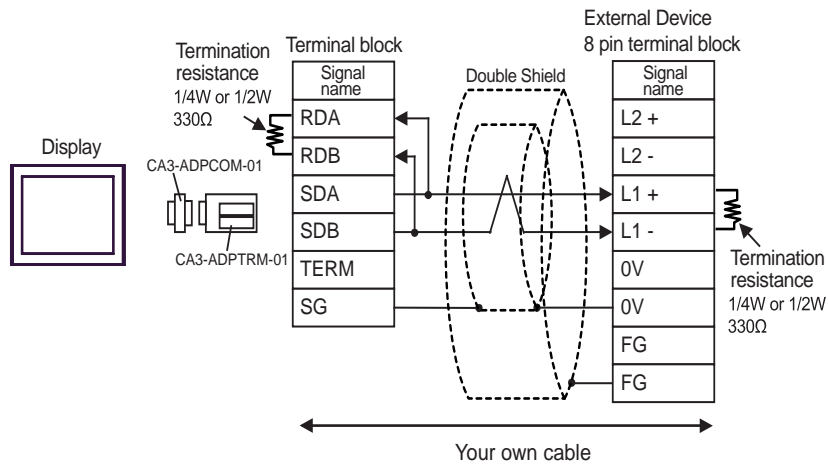 External Device
8 pin terminal block
Termination
resistance
1/4W or 1/2W
330Ω
Terminal block
Signal
name
RDA
RDB
SDA
SDB
TERM
SG
Double Shield
Signal
name
L2 +
L2 -
L1 +
L1 -
0V
0V
FG
FG
Display
CA3-ADPCOM-01
CA3-ADPTRM-01
Termination
resistance
1/4W or 1/2W
330Ω
Your own cable